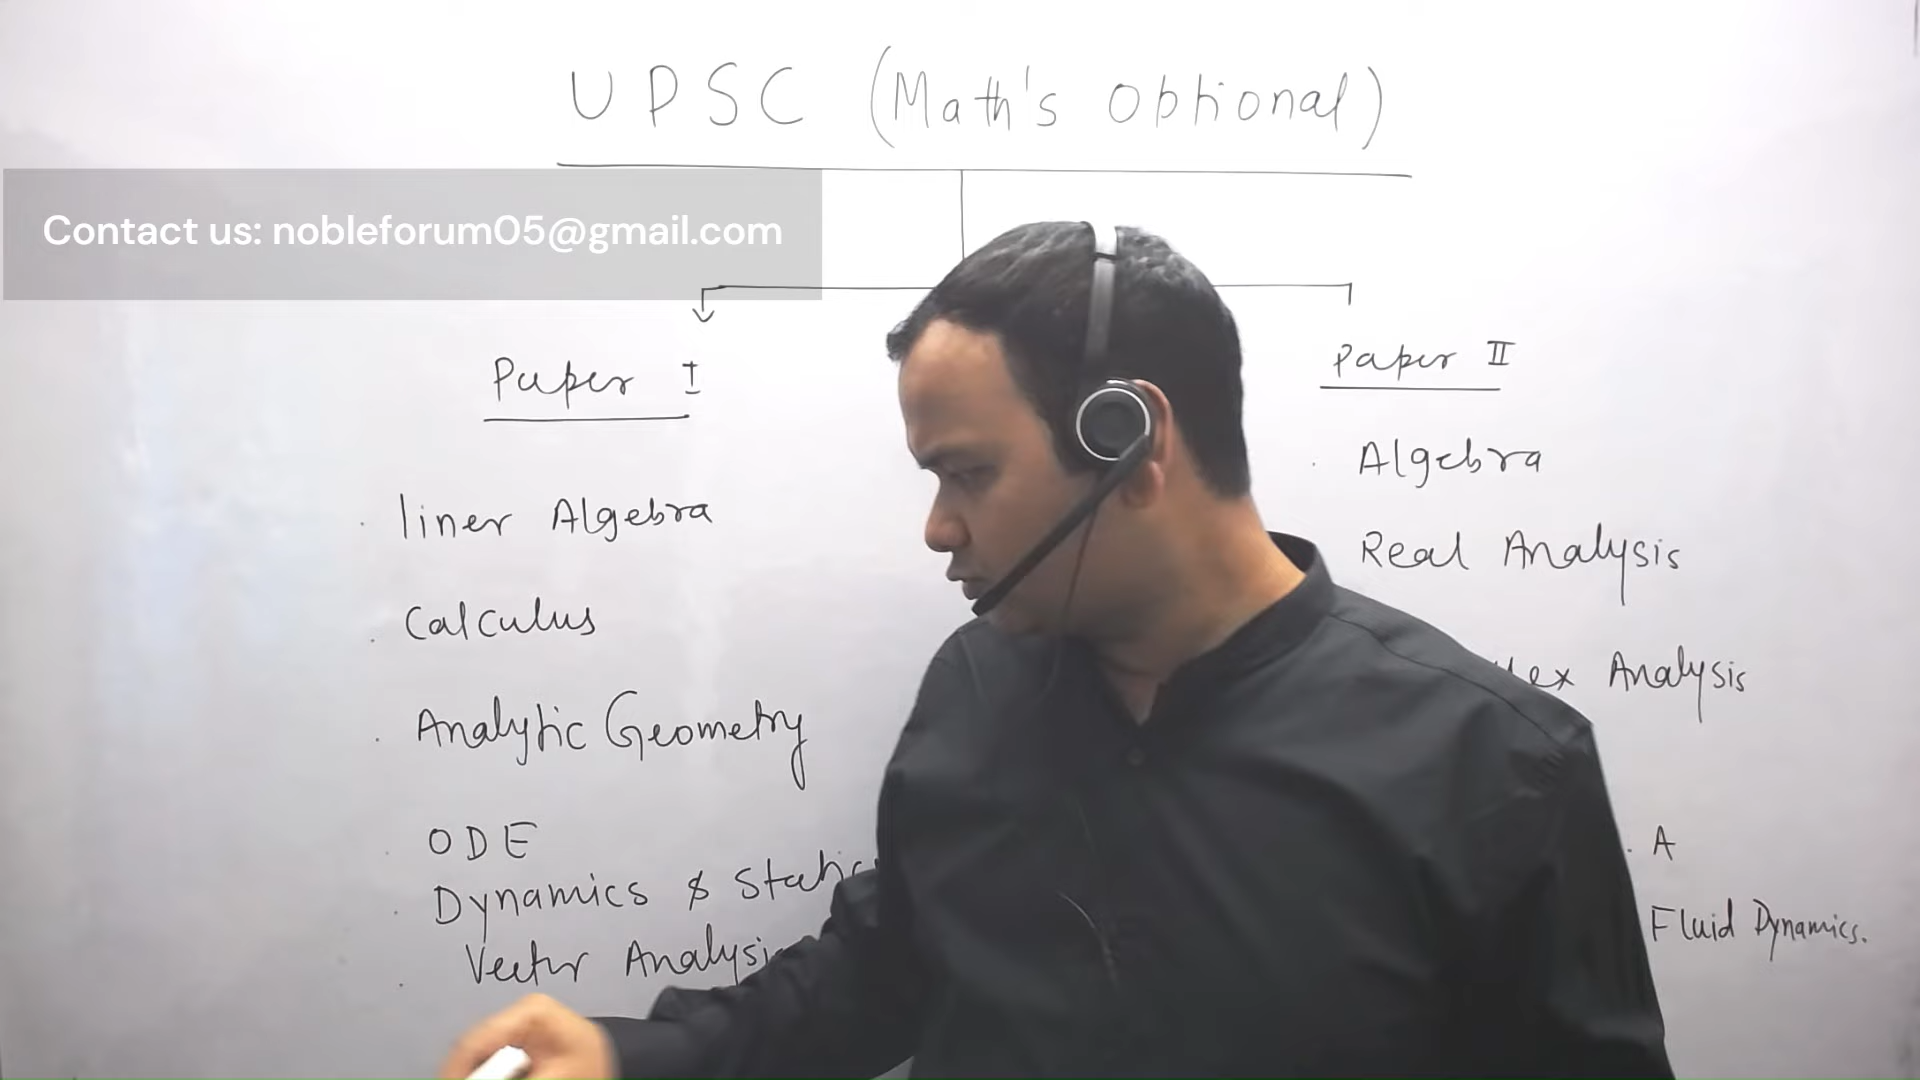 UPSC (Math's Optional)
Contact us: nobleforum05@gmail.com
Paper I
liner Algebra
Calculus
Analytic Geometry
ODE
Dynamics &
Vector
Paper II
Algebra
Real Analysis
Analysis
A
Fluid Dynamics.